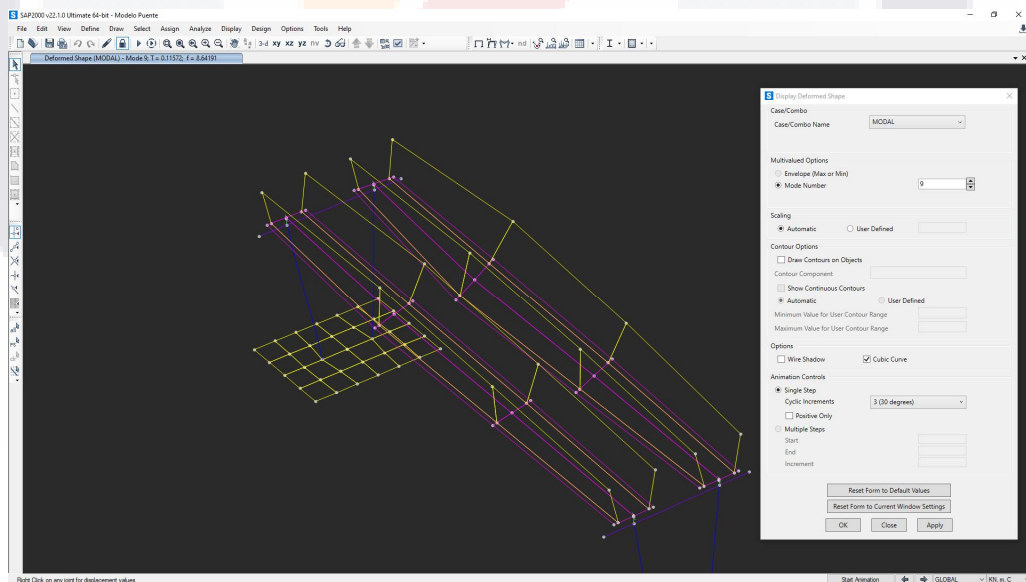 SAP2000 v22.1.0 Ultimate 64-bit - Modelo Puente
File Edit View Define Draw Select Assign Analyze Display Design Options Tools Help
3-d xy xz yz nv
nd
Deformed Shape (MODAL) - Mode 9; T = 0.11572; f = 8.64191
Display Deformed Shape
Case/Combo
Case/Combo Name MODAL
Multivalued Options
Envelope (Max or Min)
Mode Number 9
Scaling
Automatic User Defined
Contour Options
Draw Contours on Objects
Contour Component
Show Continuous Contours
Automatic User Defined
Minimum Value for User Contour Range
Maximum Value for User Contour Range
Options
Wire Shadow Cubic Curve
Animation Controls
Single Step
Cyclic Increments 3 (30 degrees)
Positive Only
Multiple Steps
Start
End
Increment
Reset Form to Default Values
Reset Form to Current Window Settings
OK Close Apply
Right Click on any joint for displacement values
Start Animation GLOBAL KN, m, C